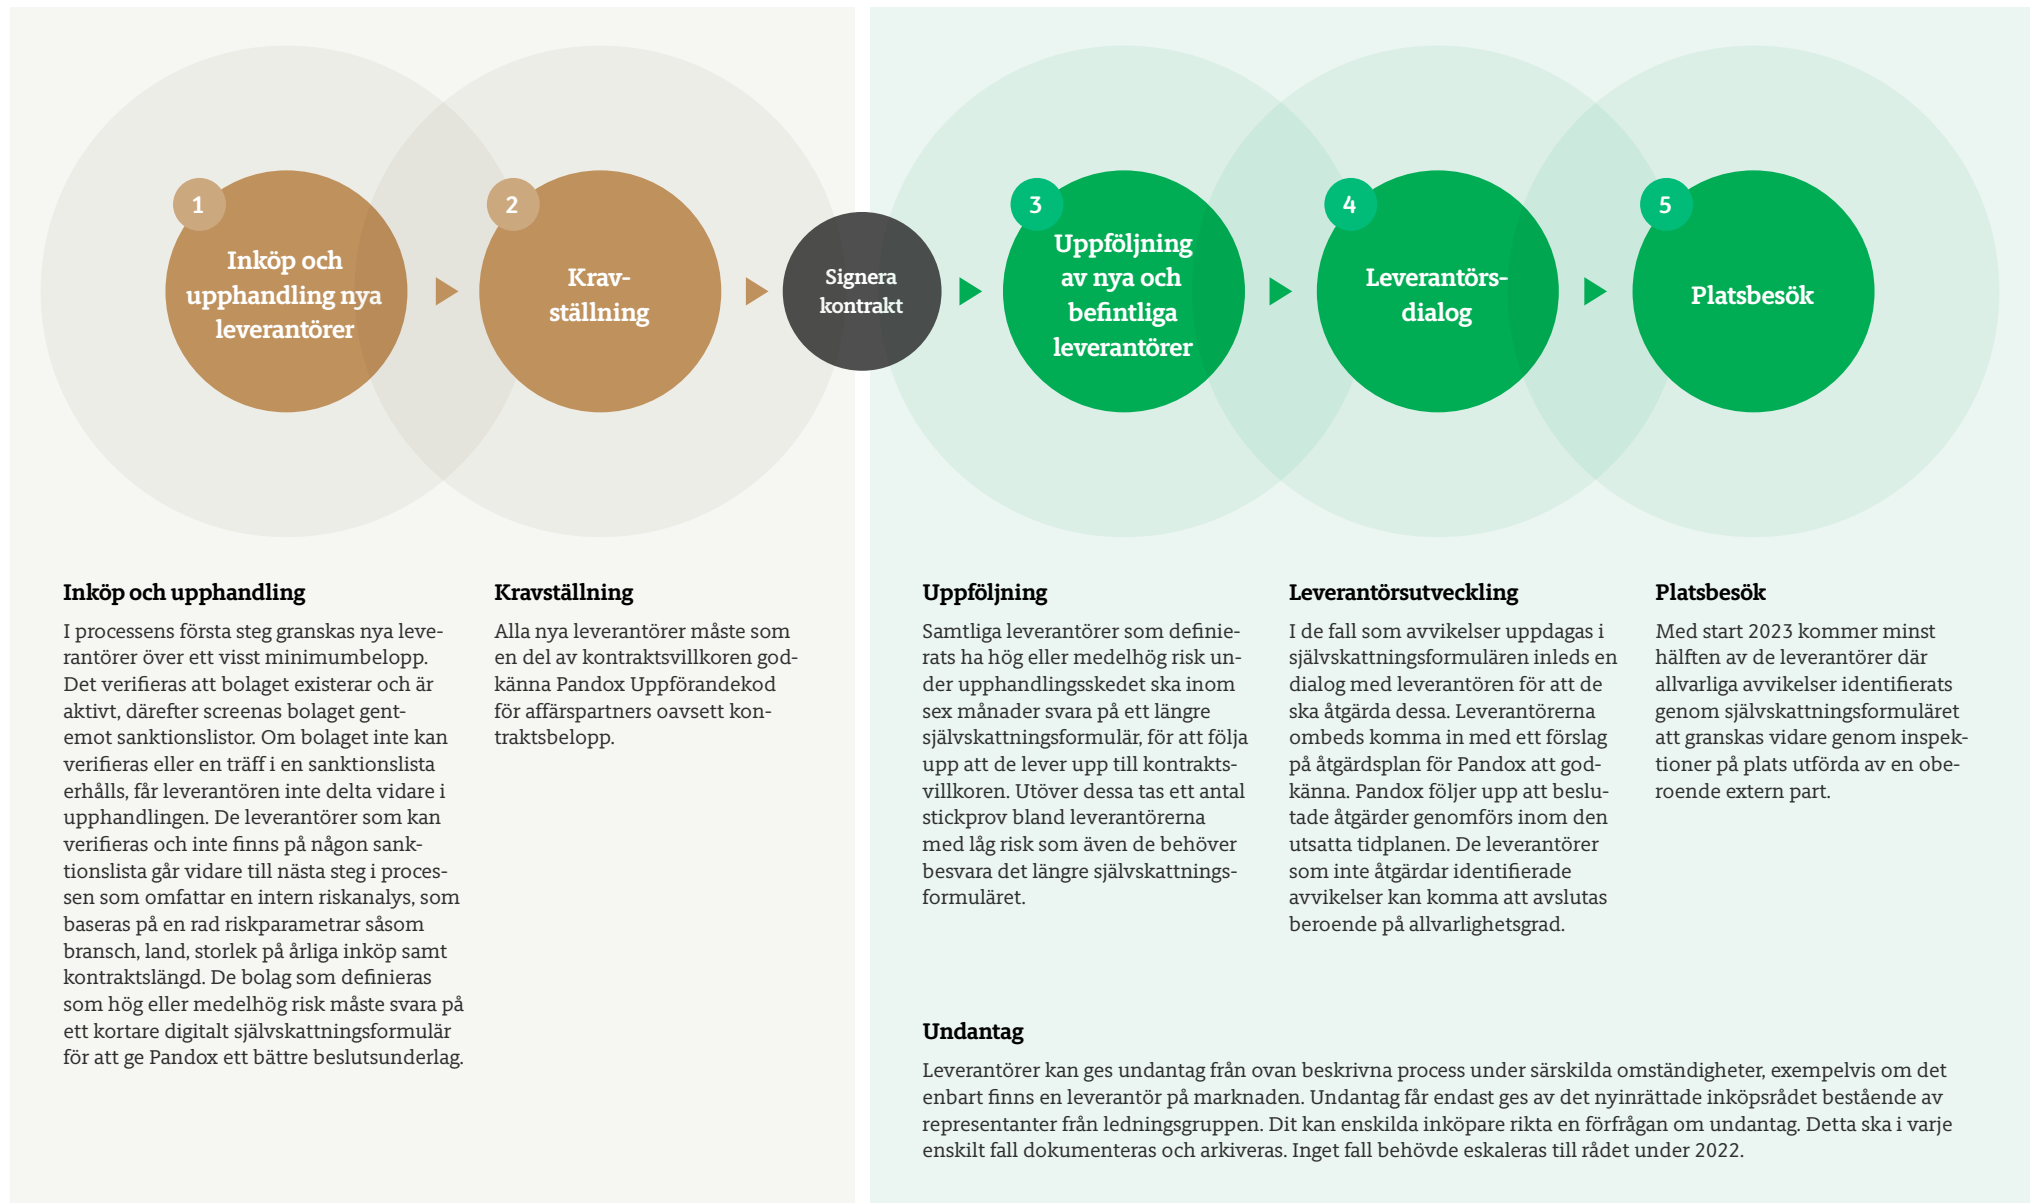 1
Inköp och
upphandling nya
leverantörer
2
Krav-
ställning
Signera
kontrakt
3
Uppföljning
av nya och
befintliga
leverantörer
4
Leverantörs-
dialog
5
Platsbesök
Inköp och upphandling
I processens första steg granskas nya leve-
rantörer över ett visst minimumbelopp.
Det verifieras att bolaget existerar och är
aktivt, därefter screenas bolaget gent-
emot sanktionslistor. Om bolaget inte kan
verifieras eller en träff i en sanktionslista
erhålls, får leverantören inte delta vidare i
upphandlingen. De leverantörer som kan
verifieras och inte finns på någon sank-
tionslista går vidare till nästa steg i proces-
sen som omfattar en intern riskanalys, som
baseras på en rad riskparametrar såsom
bransch, land, storlek på årliga inköp samt
kontraktslängd. De bolag som definieras
som hög eller medelhög risk måste svara på
ett kortare digitalt självskattningsformulär
för att ge Pandox ett bättre beslutsunderlag.
Kravställning
Alla nya leverantörer måste som
en del av kontraktsvillkoren god-
känna Pandox Uppförandekod
för affärspartners oavsett kon-
traktsbelopp.
Uppföljning
Samtliga leverantörer som definie-
rats ha hög eller medelhög risk un-
der upphandlingsskedet ska inom
sex månader svara på ett längre
självskattningsformulär, för att följa
upp att de lever upp till kontrakts-
villkoren. Utöver dessa tas ett antal
stickprov bland leverantörerna
med låg risk som även de behöver
besvara det längre självskattnings-
formuläret.
Leverantörsutveckling
I de fall som avvikelser uppdagas i
självskattningsformulären inleds en
dialog med leverantören för att de
ska åtgärda dessa. Leverantörerna
ombeds komma in med ett förslag
på åtgärdsplan för Pandox att god-
känna. Pandox följer upp att beslu-
tade åtgärder genomförs inom den
utsatta tidplanen. De leverantörer
som inte åtgärdar identifierade
avvikelser kan komma att avslutas
beroende på allvarlighetsgrad.
Platsbesök
Med start 2023 kommer minst
hälften av de leverantörer där
allvarliga avvikelser identifierats
genom självskattningsformuläret
att granskas vidare genom inspek-
tioner på plats utförda av en obe-
roende extern part.
Undantag
Leverantörer kan ges undantag från ovan beskrivna process under särskilda omständigheter, exempelvis om det
enbart finns en leverantör på marknaden. Undantag får endast ges av det nyinrättade inköpsrådet bestående av
representanter från ledningsgruppen. Dit kan enskilda inköpare rikta en förfrågan om undantag. Detta ska i varje
enskilt fall dokumenteras och arkiveras. Inget fall behövde eskaleras till rådet under 2022.